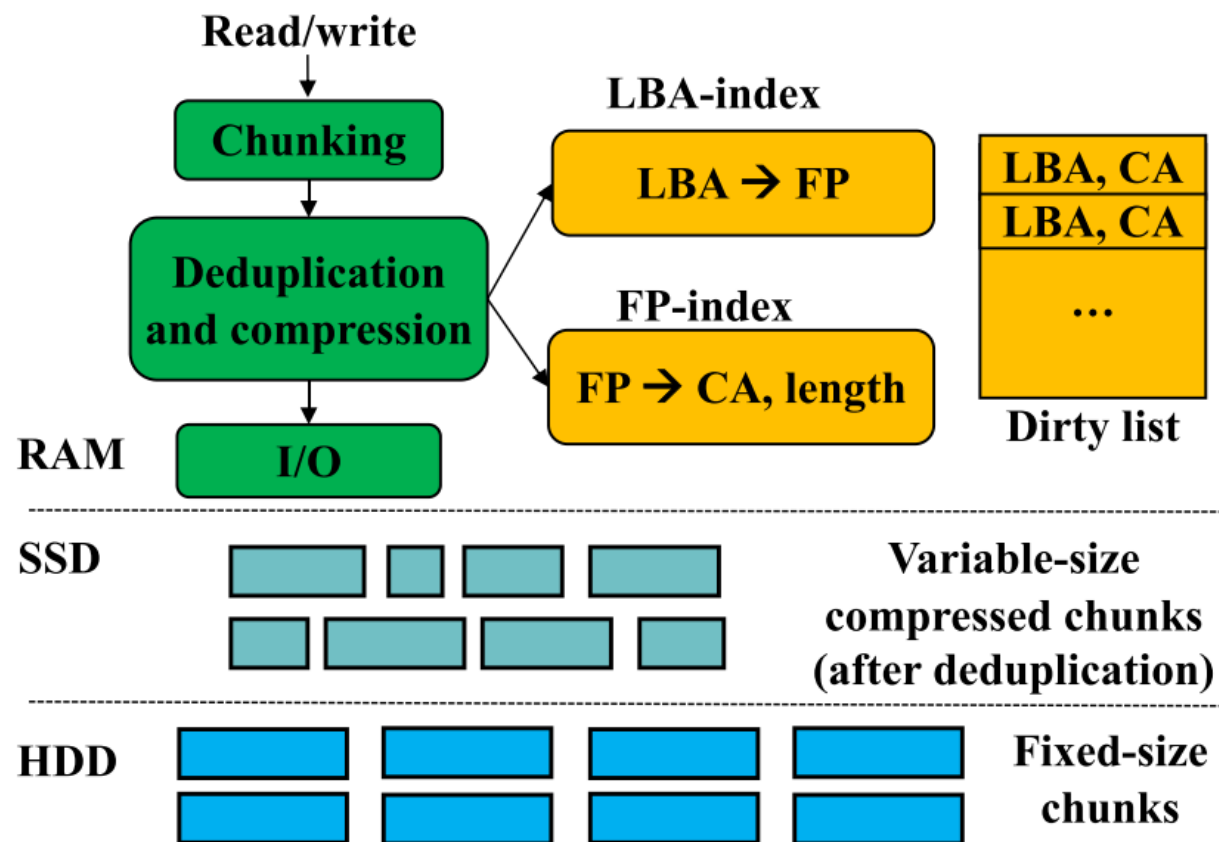 Read/write
Chunking
Deduplication
and compression
I/O
RAM
LBA-index
LBA → FP
FP-index
FP → CA, length
LBA, CA
LBA, CA
...
Dirty list
SSD
Variable-size
compressed chunks
(after deduplication)
HDD
Fixed-size
chunks